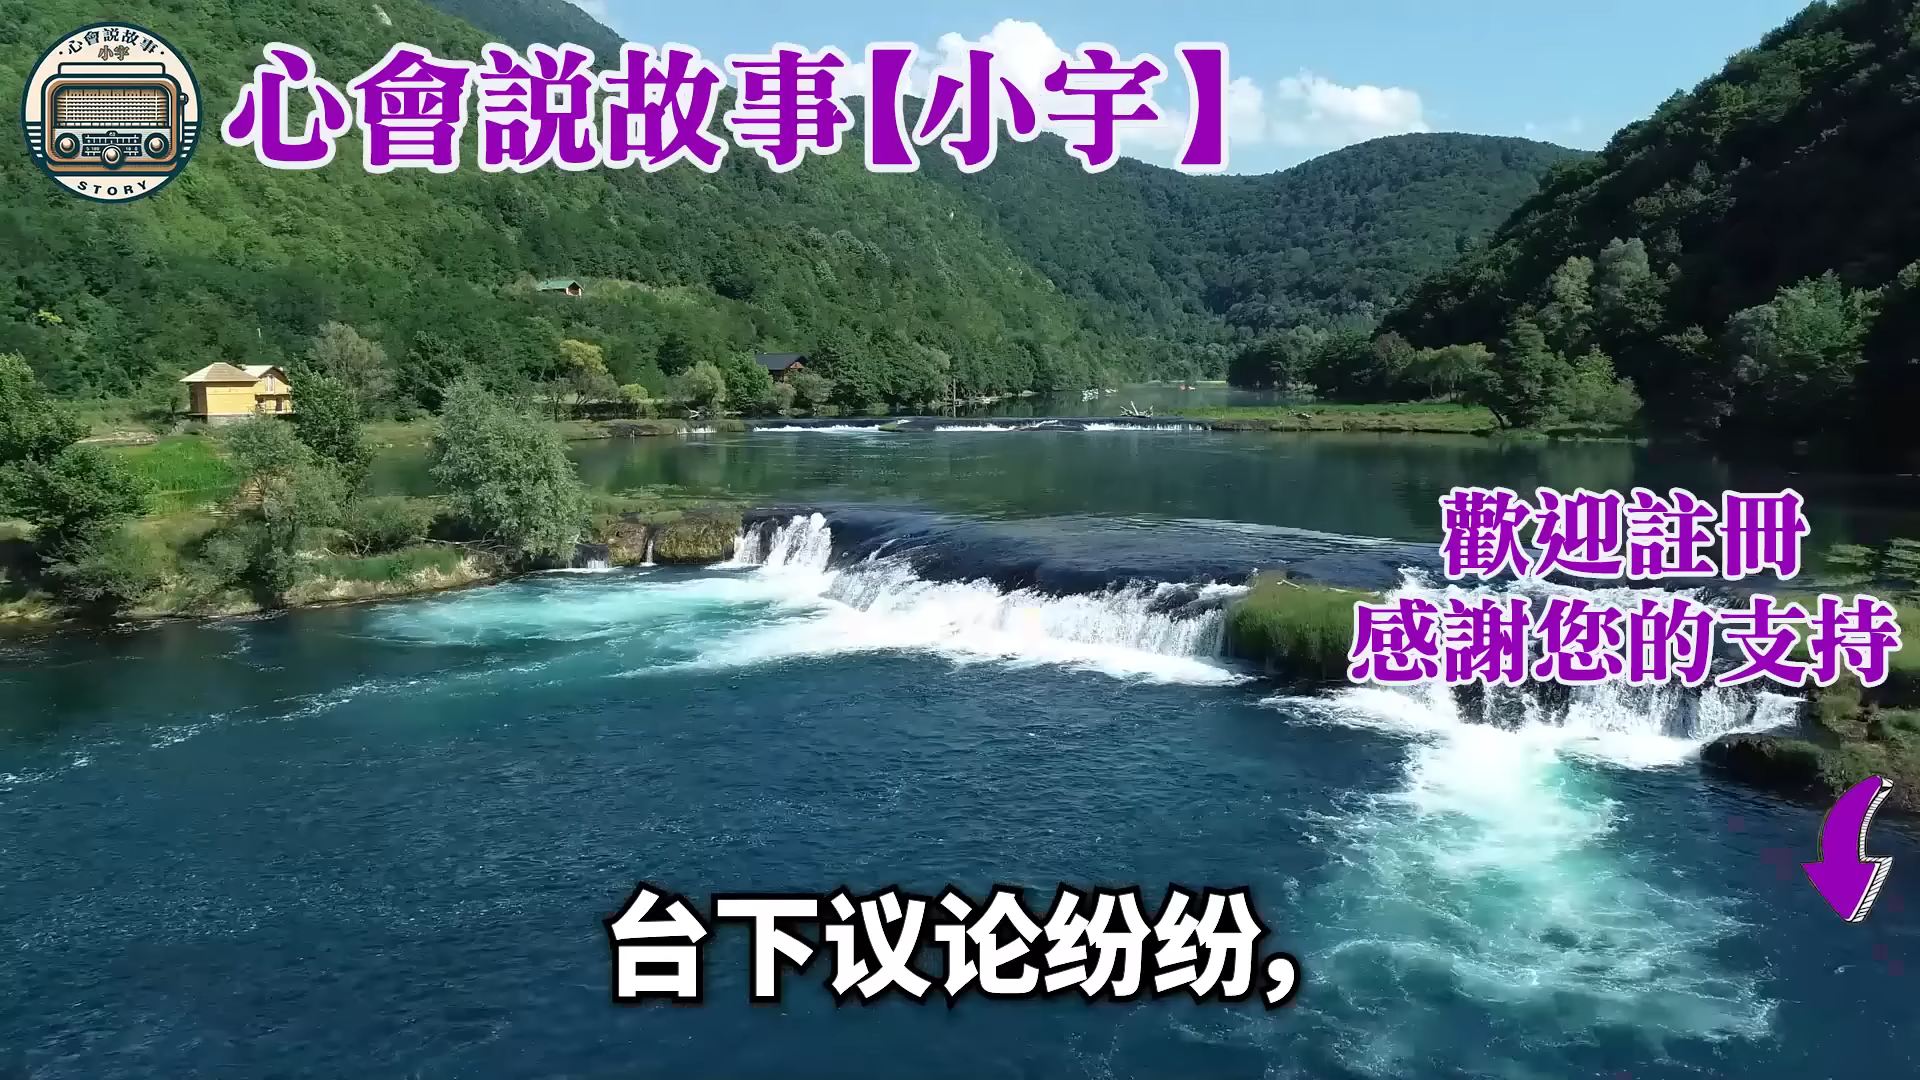 ·心會説故事·
小宇
STORY
心會説故事【小宇】
歡迎註冊
感謝您的支持
台下议论纷纷,